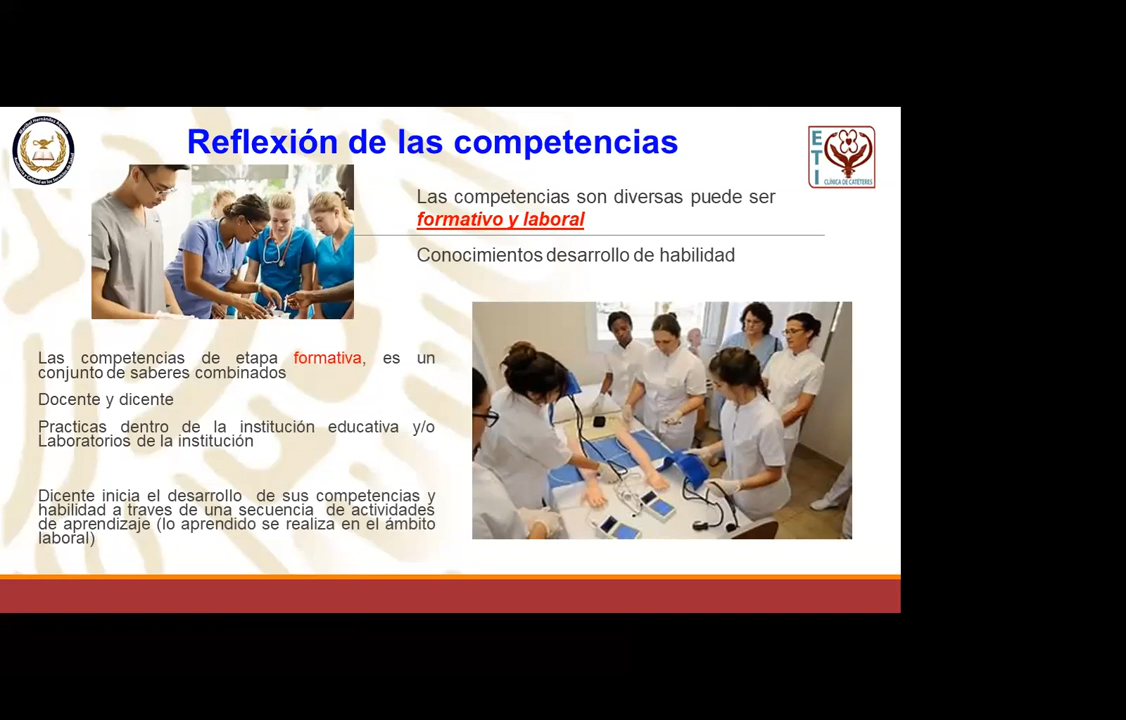 Reflexión de las competencias
ETI
CLÍNICA DE CATÉTERES
Las competencias son diversas puede ser
formativo y laboral
Conocimientos desarrollo de habilidad
Las competencias de etapa formativa, es un
conjunto de saberes combinados
Docente y dicente
Practicas dentro de la institución educativa y/o
Laboratorios de la institución
Dicente inicia el desarrollo de sus competencias y
habilidad a traves de una secuencia de actividades
de aprendizaje (lo aprendido se realiza en el ámbito
laboral)